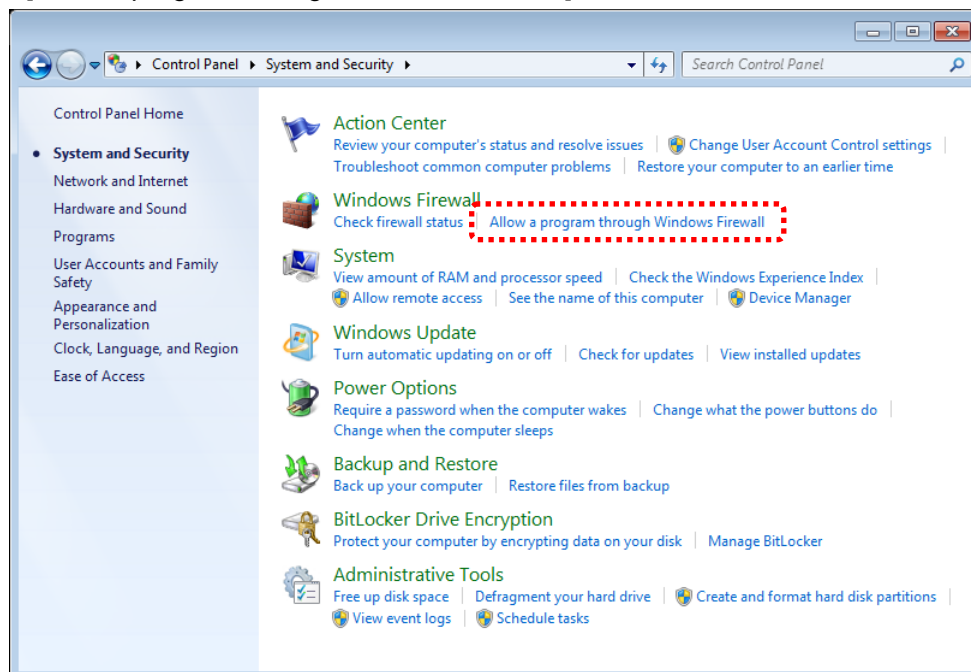 Control Panel ▸ System and Security ▸
Search Control Panel
Control Panel Home
System and Security
Network and Internet
Hardware and Sound
Programs
User Accounts and Family
Safety
Appearance and
Personalization
Clock, Language, and Region
Ease of Access
Action Center
Review your computer's status and resolve issues | Change User Account Control settings |
Troubleshoot common computer problems | Restore your computer to an earlier time
Windows Firewall
Check firewall status | Allow a program through Windows Firewall
System
View amount of RAM and processor speed | Check the Windows Experience Index |
Allow remote access | See the name of this computer | Device Manager
Windows Update
Turn automatic updating on or off | Check for updates | View installed updates
Power Options
Require a password when the computer wakes | Change what the power buttons do |
Change when the computer sleeps
Backup and Restore
Back up your computer | Restore files from backup
BitLocker Drive Encryption
Protect your computer by encrypting data on your disk | Manage BitLocker
Administrative Tools
Free up disk space | Defragment your hard drive | Create and format hard disk partitions |
View event logs | Schedule tasks